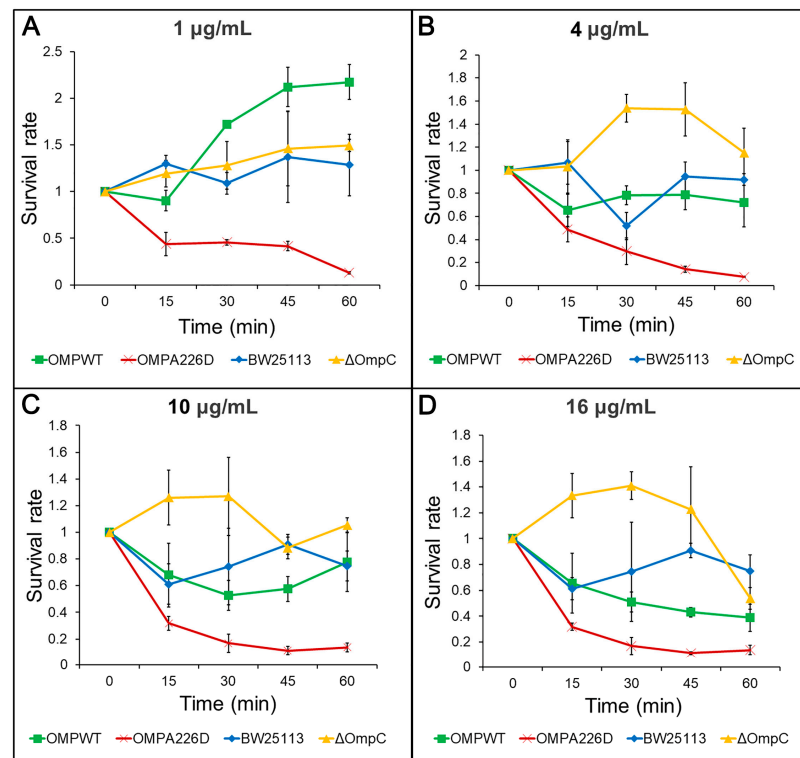 A
1 µg/mL
Survival rate
2.5
2
1.5
1
0.5
0
0 15 30 45 60
Time (min)
OMPWT OMPA226D BW25113 ΔOmpC
B
4 µg/mL
Survival rate
2
1.8
1.6
1.4
1.2
1
0.8
0.6
0.4
0.2
0
0 15 30 45 60
Time (min)
OMPWT OMPA226D BW25113 ΔOmpC
C
10 µg/mL
Survival rate
1.8
1.6
1.4
1.2
1
0.8
0.6
0.4
0.2
0
0 15 30 45 60
Time (min)
OMPWT OMPA226D BW25113 ΔOmpC
D
16 µg/mL
Survival rate
1.8
1.6
1.4
1.2
1
0.8
0.6
0.4
0.2
0
0 15 30 45 60
Time (min)
OMPWT OMPA226D BW25113 ΔOmpC